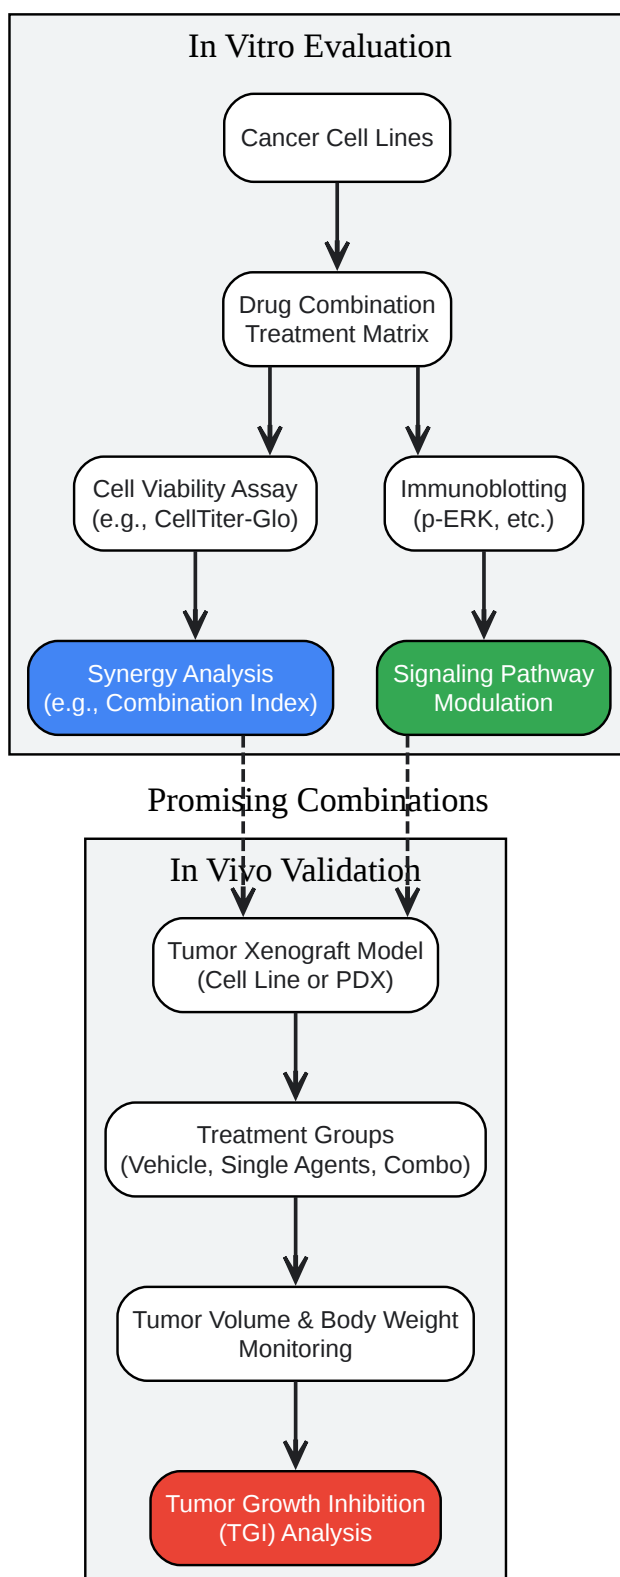 In Vitro Evaluation
Cancer Cell Lines
Drug Combination
Treatment Matrix
Cell Viability Assay
(e.g., CellTiter-Glo)
Immunoblotting
(p-ERK, etc.)
Synergy Analysis
(e.g., Combination Index)
Signaling Pathway
Modulation
Promising Combinations
In Vivo Validation
Tumor Xenograft Model
(Cell Line or PDX)
Treatment Groups
(Vehicle, Single Agents, Combo)
Tumor Volume & Body Weight
Monitoring
Tumor Growth Inhibition
(TGI) Analysis